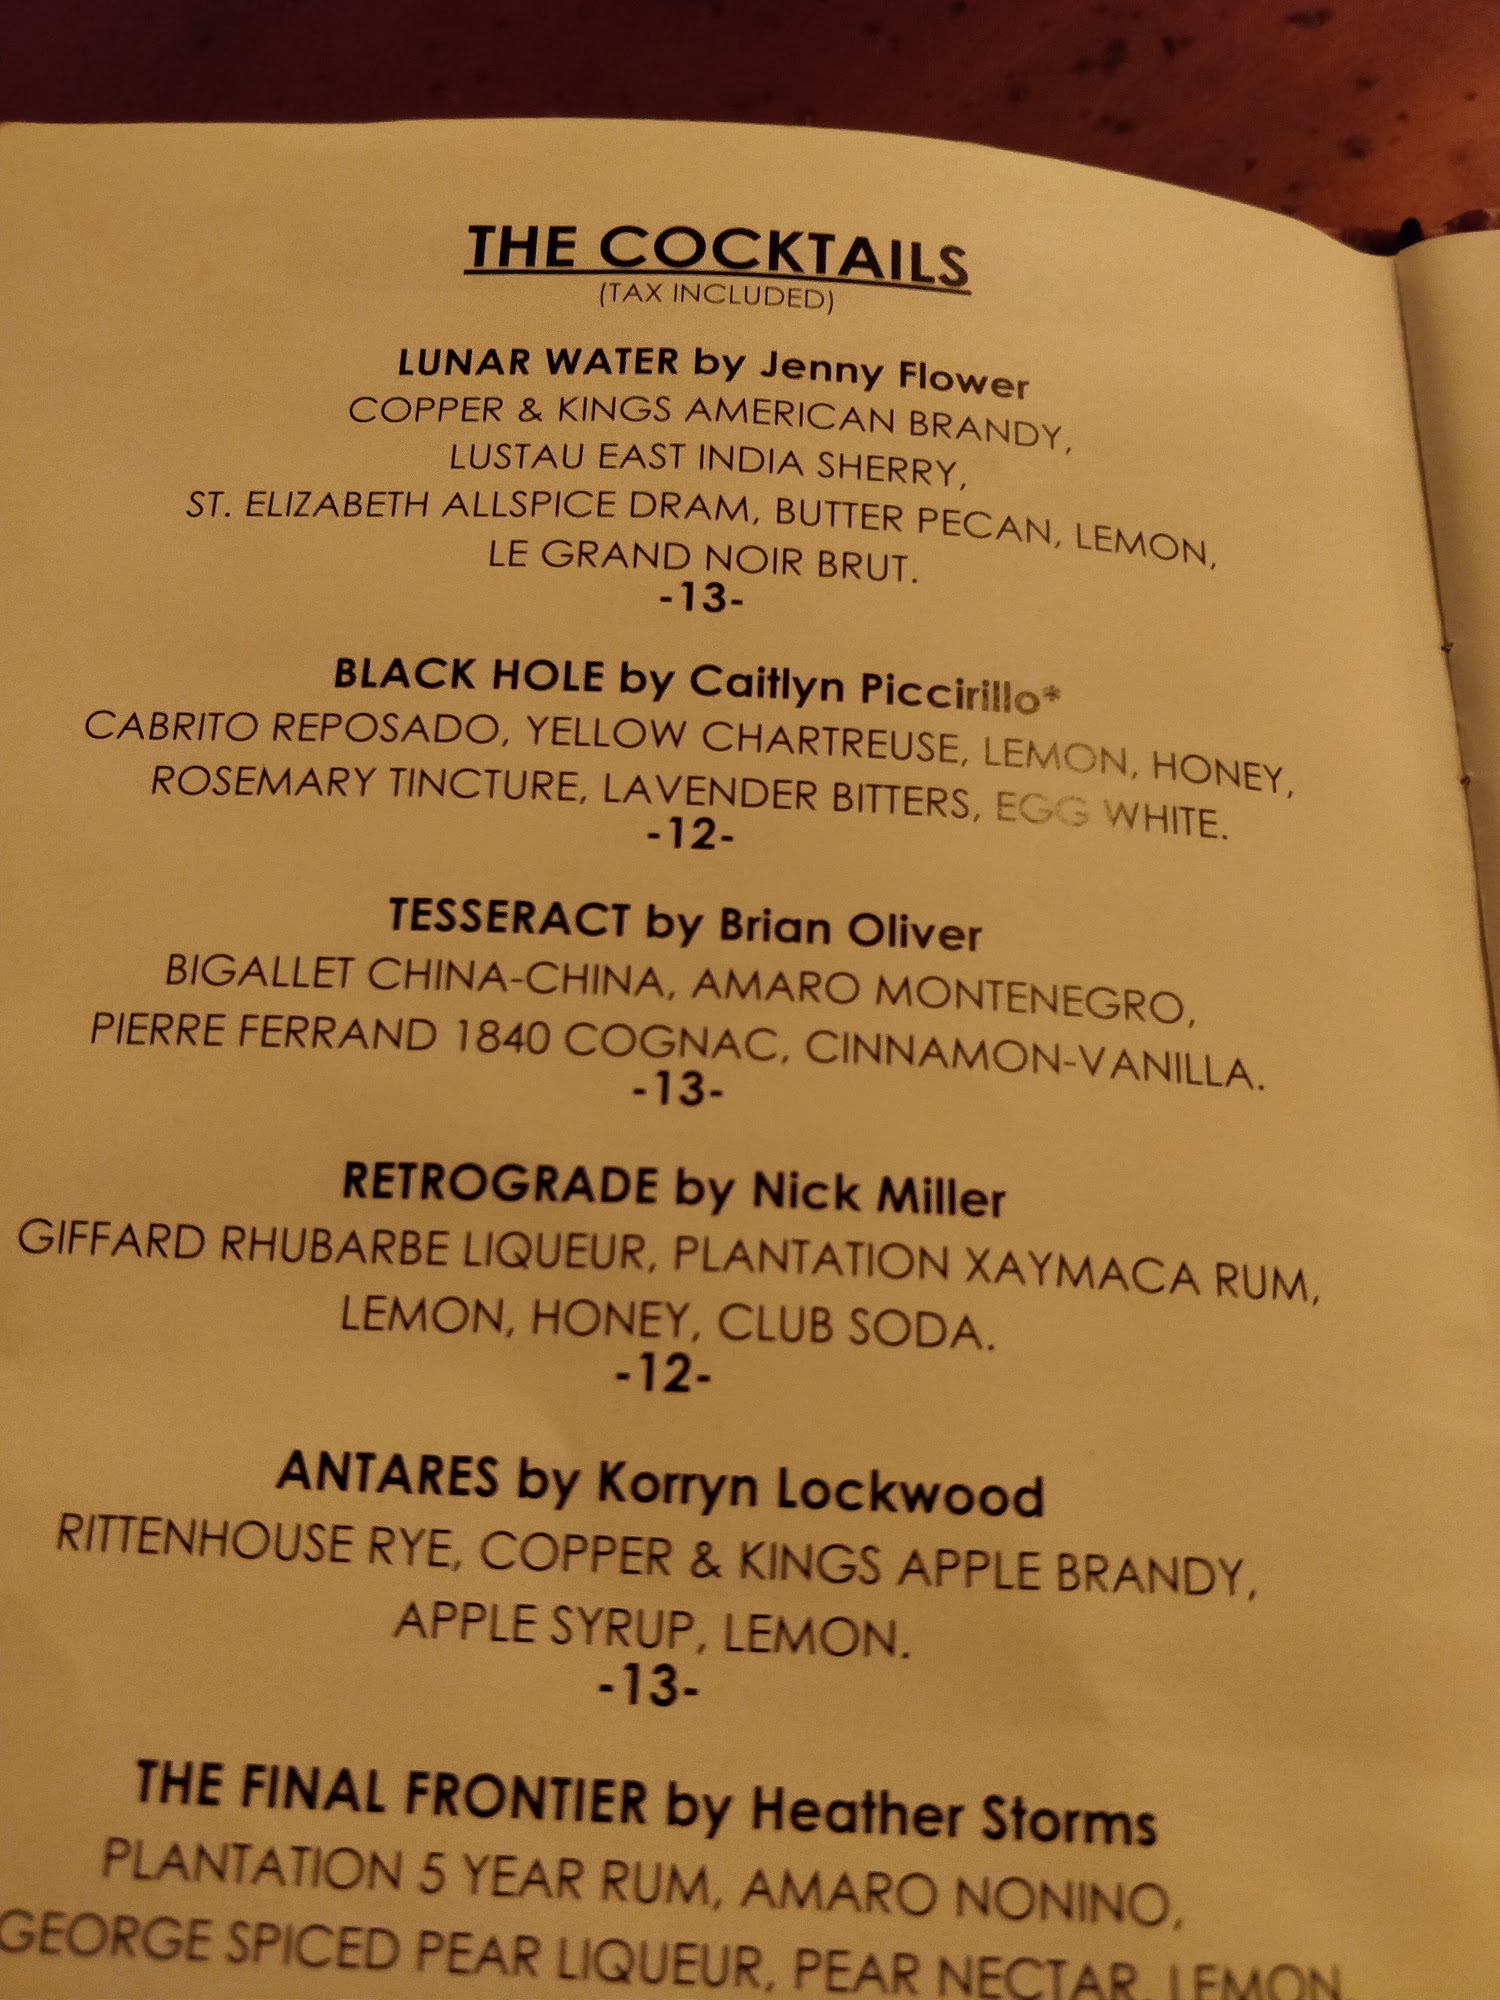 THE COCKTAILS
(TAX INCLUDED)
LUNAR WATER by Jenny Flower
COPPER & KINGS AMERICAN BRANDY,
LUSTAU EAST INDIA SHERRY,
ST. ELIZABETH ALLSPICE DRAM, BUTTER PECAN, LEMON,
LE GRAND NOIR BRUT.
-13-
BLACK HOLE by Caitlyn Piccirillo*
CABRITO REPOSADO, YELLOW CHARTREUSE, LEMON, HONEY,
ROSEMARY TINCTURE, LAVENDER BITTERS, EGG WHITE.
-12-
TESSERACT by Brian Oliver
BIGALLET CHINA-CHINA, AMARO MONTENEGRO,
PIERRE FERRAND 1840 COGNAC, CINNAMON-VANILLA.
-13-
RETROGRADE by Nick Miller
GIFFARD RHUBARBE LIQUEUR, PLANTATION XAYMACA RUM,
LEMON, HONEY, CLUB SODA.
-12-
ANTARES by Korryn Lockwood
RITTENHOUSE RYE, COPPER & KINGS APPLE BRANDY,
APPLE SYRUP, LEMON.
-13-
THE FINAL FRONTIER by Heather Storms
PLANTATION 5 YEAR RUM, AMARO NONINO,
GEORGE SPICED PEAR LIQUEUR, PEAR NECTAR, LEMON